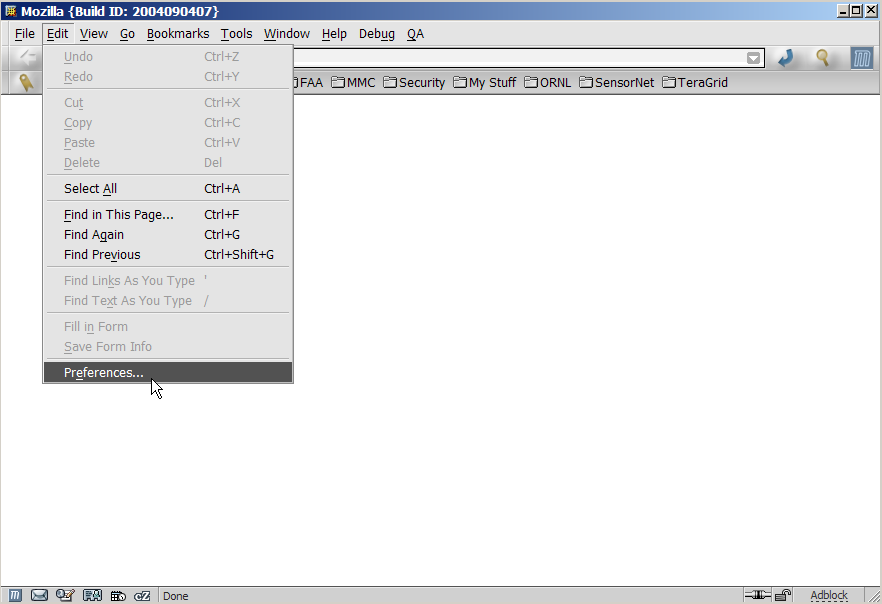 Mozilla {Build ID: 2004090407}
File Edit View Go Bookmarks Tools Window Help Debug QA
FAA MMC Security My Stuff ORNL SensorNet TeraGrid
Undo Ctrl+Z
Redo Ctrl+Y
Cut Ctrl+X
Copy Ctrl+C
Paste Ctrl+V
Delete Del
Select All Ctrl+A
Find in This Page... Ctrl+F
Find Again Ctrl+G
Find Previous Ctrl+Shift+G
Find Links As You Type '
Find Text As You Type /
Fill in Form
Save Form Info
Preferences...
cZ Done Adblock